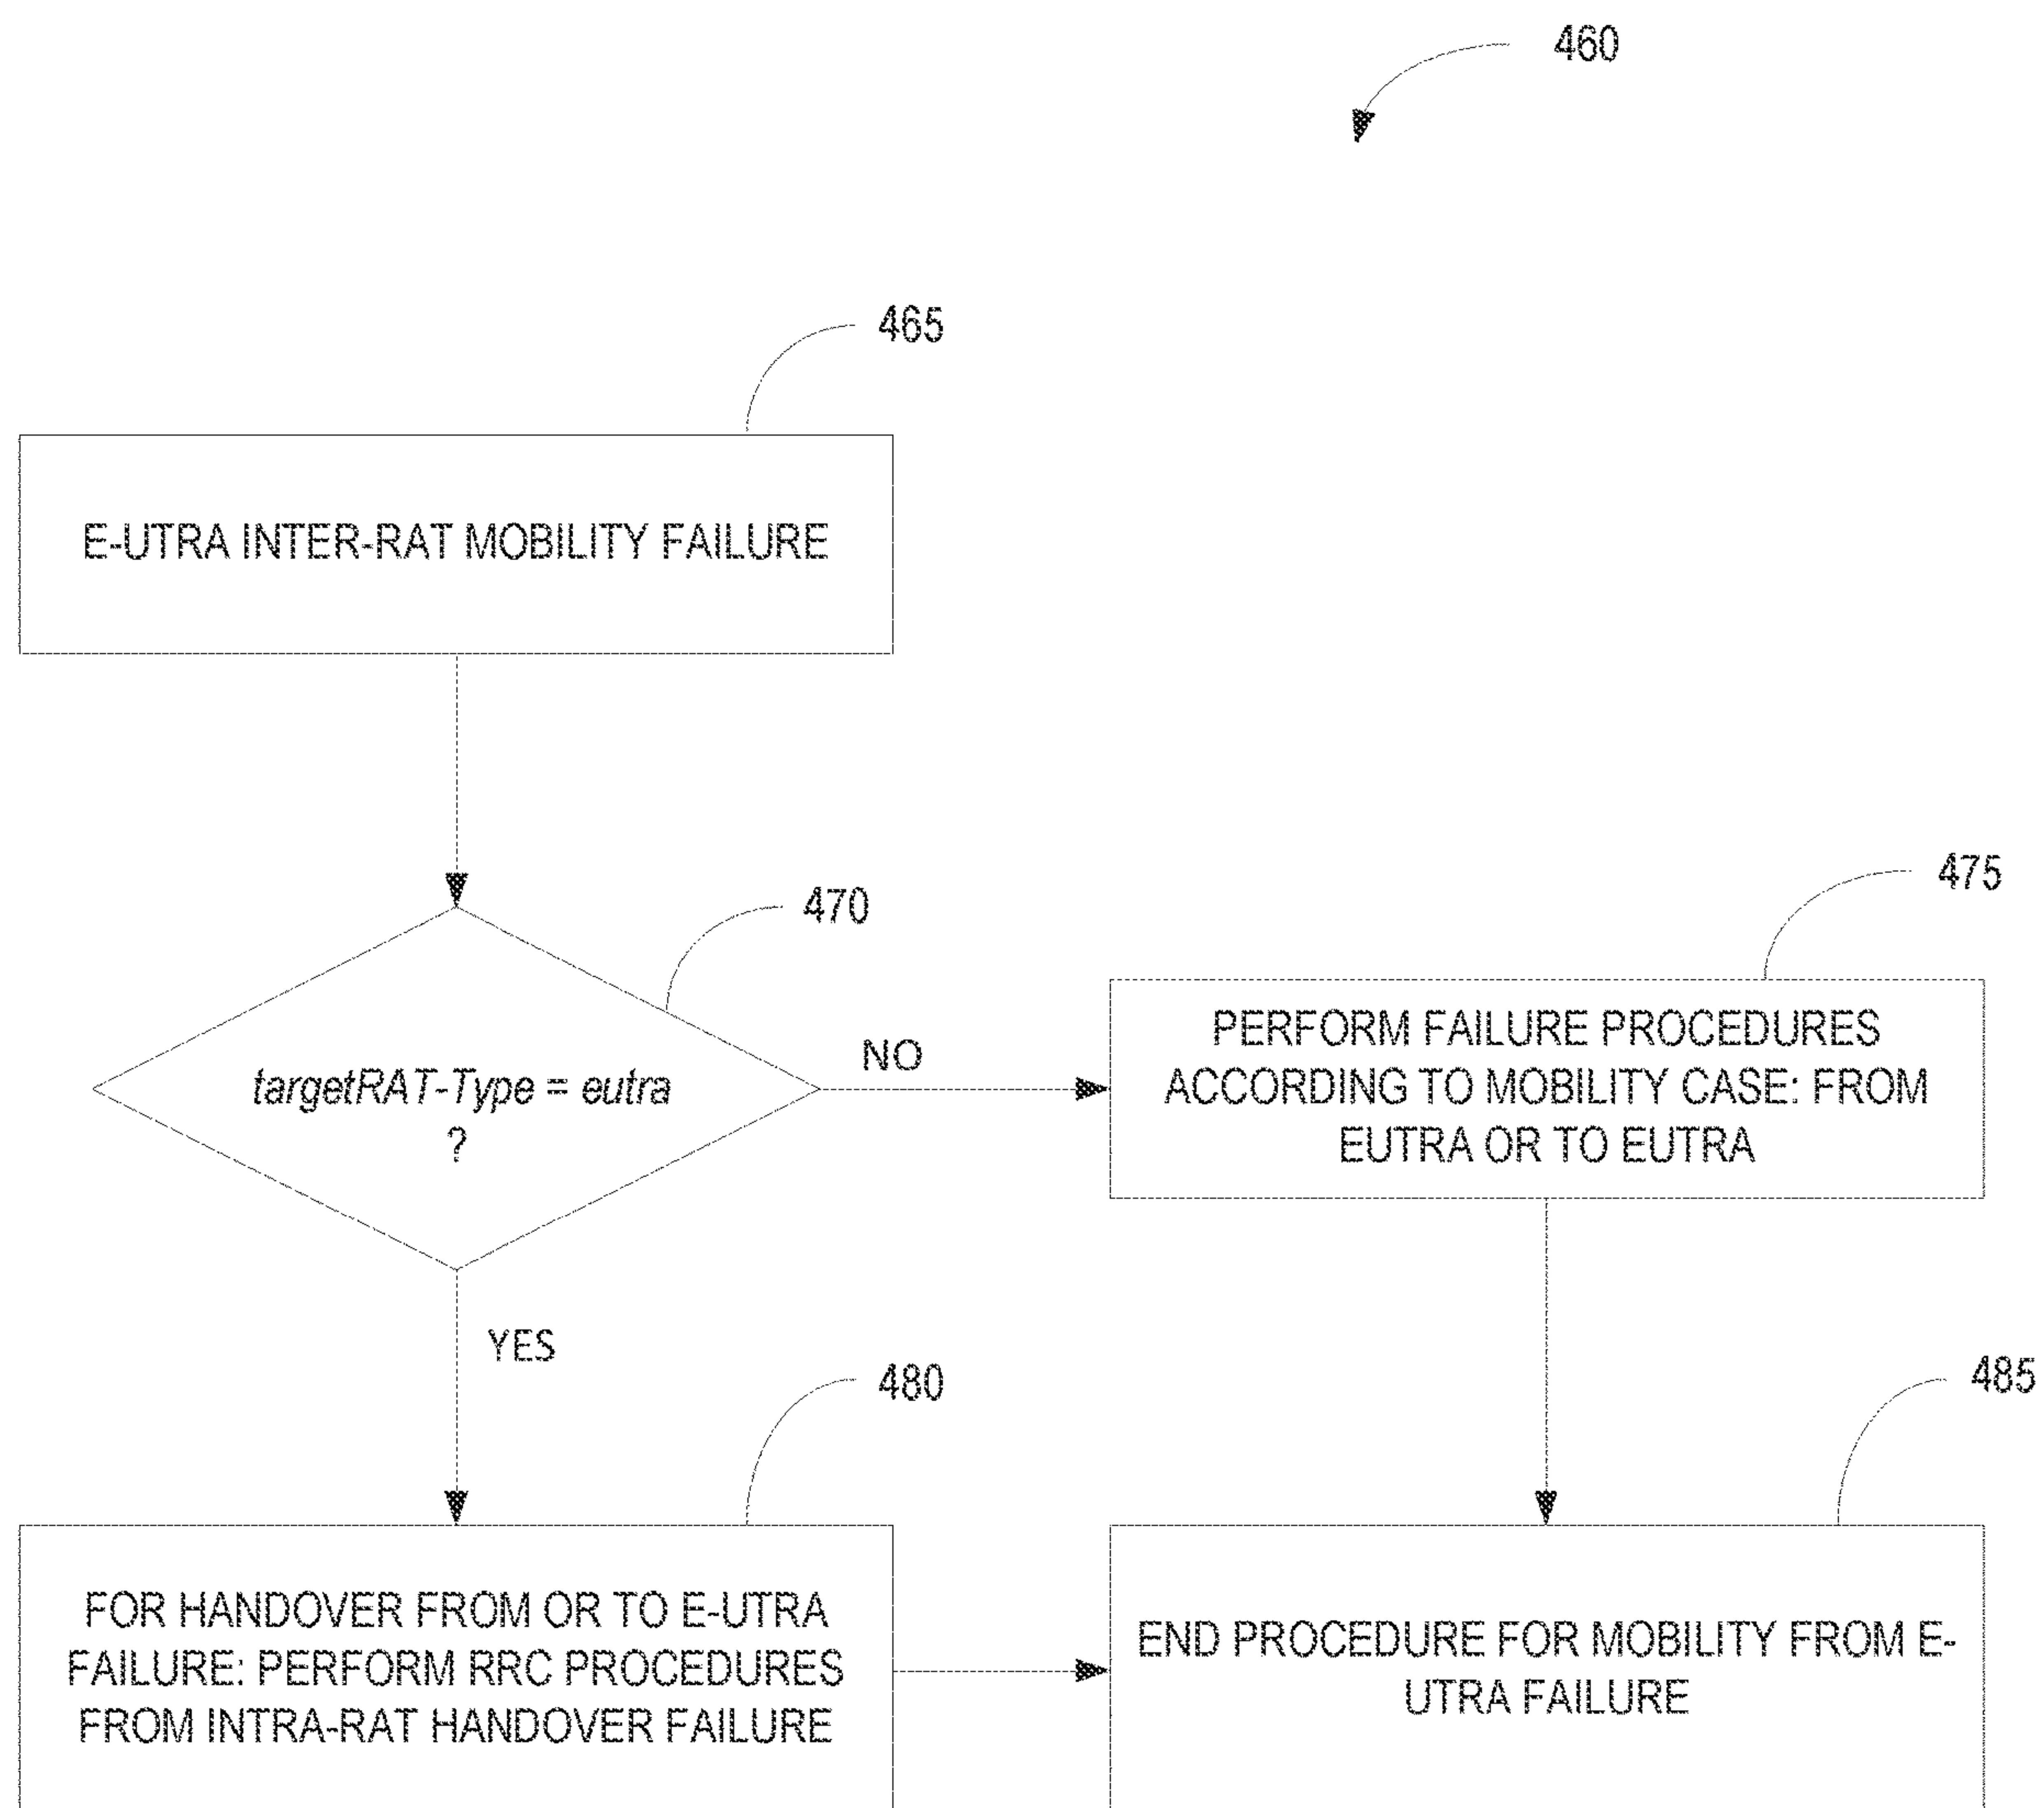 460
465
E-UTRA INTER-RAT MOBILITY FAILURE
470
targetRAT-Type = eutra
?
NO
YES
475
PERFORM FAILURE PROCEDURES
ACCORDING TO MOBILITY CASE: FROM
EUTRA OR TO EUTRA
480
FOR HANDOVER FROM OR TO E-UTRA
FAILURE: PERFORM RRC PROCEDURES
FROM INTRA-RAT HANDOVER FAILURE
485
END PROCEDURE FOR MOBILITY FROM E-
UTRA FAILURE